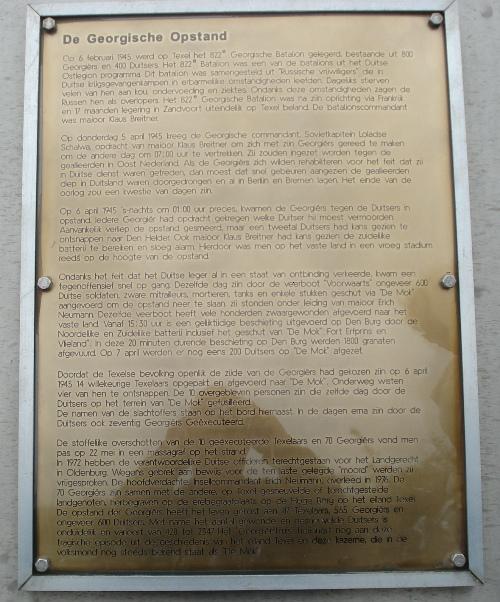 De Georgische Opstand
Op 6 februari 1945 werd op Texel het 822e Georgische Bataljon gelegerd, bestaande uit 800
Georgiërs en 400 Duitsers. Het 822e Bataljon was een van de bataljons uit het Duitse
Ostlegion programma. Dit bataljon was samengesteld uit "Russische vrijwilligers" die in
Duitse krijgsgevangenkampen in erbarmelijke omstandigheden leefden. Dagelijks stierven
velen van hen aan kou, ondervoeding en ziektes. Ondanks deze omstandigheden zagen de
Russen hen als overlopers. Het 822e Georgische Bataljon was na zijn oprichting via Frankrijk
en 17 maanden legering in Zandvoort uiteindelijk op Texel beland. De bataljonscommandant
was majoor Klaus Breitner.
Op donderdag 5 april 1945 kreeg de Georgische commandant, Sovjetkapitein Loladse
Schalwa, opdracht van majoor Klaus Breitner om zich met zijn Georgiërs gereed te maken
om de andere dag om 07:00 uur te vertrekken. Zij zouden ingezet worden tegen de
geallieerden in Oost Nederland. Als de Georgiërs zich wilden rehabiliteren voor het feit dat zij
in Duitse dienst waren getreden, dan moest dat snel gebeuren aangezien de geallieerden
diep in Duitsland waren doorgedrongen en al in Berlijn en Bremen lagen. Het einde van de
oorlog zou een kwestie van dagen zijn.
Op 6 april 1945 's-nachts om 01:00 uur precies, kwamen de Georgiërs tegen de Duitsers in
opstand. Iedere Georgiër had opdracht gekregen welke Duitser hij moest vermoorden.
Aanvankelijk verliep de opstand gesmeerd, maar een tweetal Duitsers had kans gezien te
ontsnappen naar Den Helder. Ook majoor Klaus Breitner had kans gezien de zuidelijke
batterij te bereiken en sloeg alarm. Hierdoor was men op het vaste land in een vroeg stadium
reeds op de hoogte van de opstand.
Ondanks het feit dat het Duitse leger al in een staat van ontbinding verkeerde, kwam een
tegenoffensief snel op gang. Dezelfde dag zijn door de veerboot "Voorwaarts" ongeveer 600
Duitse soldaten, zware mitrailleurs, mortieren, tanks en enkele stukken geschut via "De Mok"
aangevoerd om de opstand neer te slaan. zij stonden onder leiding van majoor Erich
Neumann. Dezelfde veerboot heeft vele honderden zwaargewonden afgevoerd naar het
vaste land. Vanaf 15:30 uur is een gelijktijdige beschieting uitgevoerd op Den Burg door de
Noordelijke en Zuidelijke batterij inclusief het geschut van "De Mok" Fort Erfprins en
Vlieland". In deze 20 minuten durende beschieting op Den Burg werden 1800 granaten
afgevuurd. Op 7 april werden er nog eens 200 Duitsers op "De Mok" afgezet.
Doordat de Texelse bevolking openlijk de zijde van de Georgiërs had gekozen zijn op 6 april
1945 14 willekeurige Texelaars opgepakt en afgevoerd naar "De Mok". Onderweg wisten
vier van hen te ontsnappen. De 10 overgebleven personen zijn de zelfde dag door de
Duitsers op het terrein van "De Mok" gefusilleerd.
De namen van de slachtoffers staan op het bord hiernaast. In de dagen erna zijn door de
Duitsers ook zeventig Georgiërs Geëxecuteerd.
De stoffelijke overschotten van de 10 geëxecuteerde Texelaars en 70 Georgiërs vond men
pas op 22 mei in een massagraf op het strand.
In 1972 hebben de verantwoordelijke Duitse officieren terechtgestaan voor het Landgerecht
in Oldenburg. Wegens gebrek aan bewijs voor de ten laste gelegde "moord" werden zij
vrijgesproken. De hoofdverdachte, Inselkommandant Erich Neumann, overleed in 1976. De
70 Georgiërs zijn samen met de andere, op Texel gesneuvelde of terechtgestelde
landgenoten, herbegraven op de erebegraafplaats op de Hoge Berg op het eiland Texel.
De opstand der Georgiërs heeft het leven gekost aan 117 Texelaars, 565 Georgiërs en
ongeveer 600 Duitsers. Met name het aantal gewonde en gesneuvelde Duitsers is
onduidelijk en varieert van 428 tot 2347. Het herinnert nog aan deze
tragische episode uit de geschiedenis van het eiland Texel en deze kazerne, die in de
volksmond nog steeds bekend staat als "De Mok".